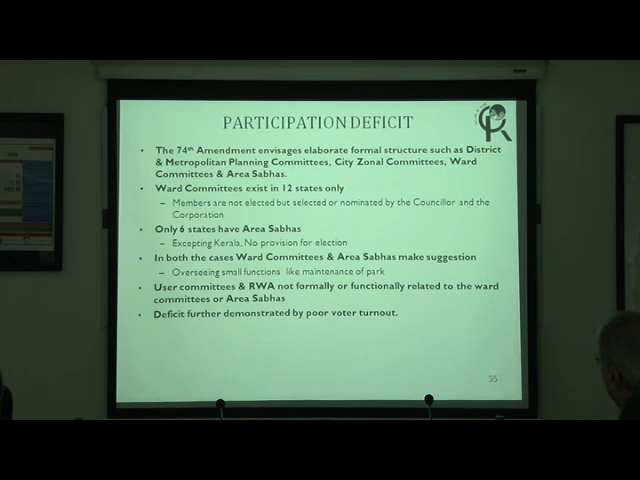 PARTICIPATION DEFICIT
• The 74th Amendment envisages elaborate formal structure such as District
& Metropolitan Planning Committees, City Zonal Committees, Ward
Committees & Area Sabhas.
• Ward Committees exist in 12 states only
– Members are not elected but selected or nominated by the Councillor and the
Corporation
• Only 6 states have Area Sabhas
– Excepting Kerala, No provision for election
• In both the cases Ward Committees & Area Sabhas make suggestion
– Overseeing small functions like maintenance of park
• User committees & RWA not formally or functionally related to the ward
committees or Area Sabhas
• Deficit further demonstrated by poor voter turnout.
35